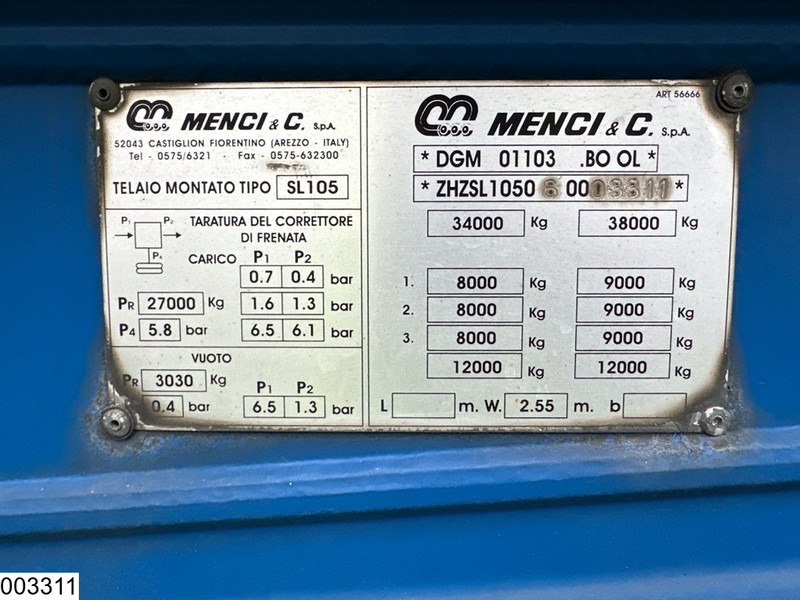 MENCI & C. S.p.A.
52043 CASTIGLION FIORENTINO (AREZZO - ITALY)
Tel - 0575/6321 - Fax - 0575-632300
TELAIO MONTATO TIPO SL105
P1 P2
P4
TARATURA DEL CORRETTORE
DI FRENATA
CARICO P1 P2
0.7 0.4 bar
PR 27000 Kg 1.6 1.3 bar
P4 5.8 bar 6.5 6.1 bar
VUOTO
PR 3030 Kg P1 P2
0.4 bar 6.5 1.3 bar
ART 56666
MENCI & C. S.p.A.
* DGM 01103 .BO OL *
* ZHZSL1050 6 00 03311 *
34000 Kg 38000 Kg
1. 8000 Kg 9000 Kg
2. 8000 Kg 9000 Kg
3. 8000 Kg 9000 Kg
12000 Kg 12000 Kg
L m. W. 2.55 m. b
003311